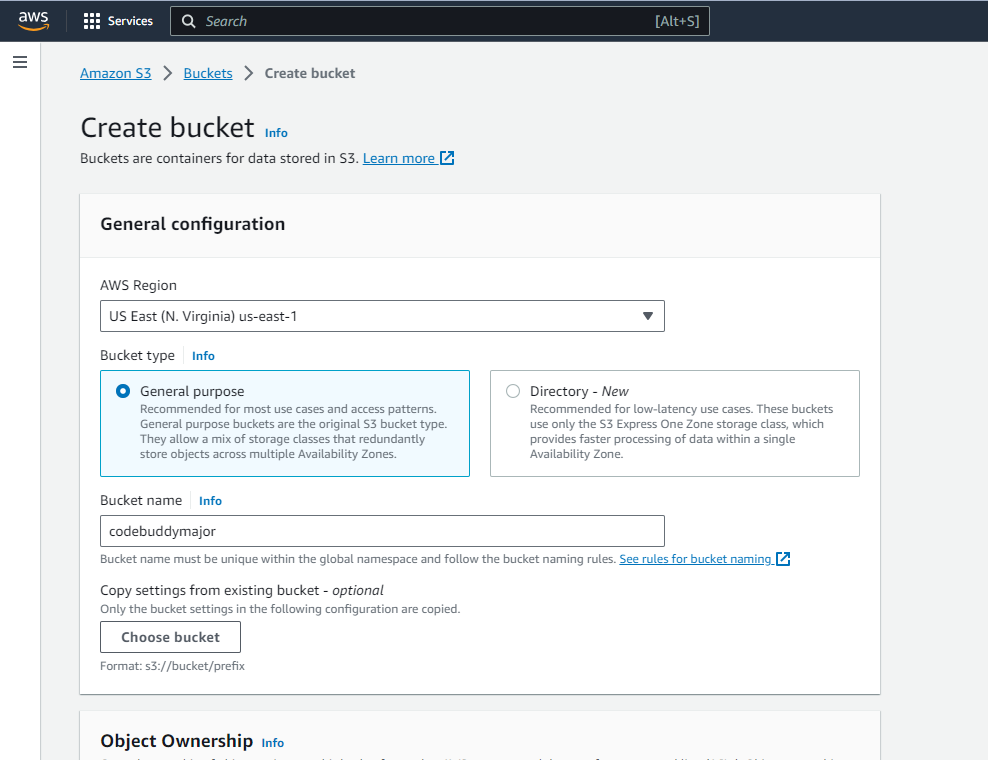 aws
Services
Search
[Alt+S]
Amazon S3 > Buckets > Create bucket
Create bucket Info
Buckets are containers for data stored in S3. Learn more
General configuration
AWS Region
US East (N. Virginia) us-east-1
Bucket type Info
General purpose
Recommended for most use cases and access patterns.
General purpose buckets are the original S3 bucket type.
They allow a mix of storage classes that redundantly
store objects across multiple Availability Zones.
Directory - New
Recommended for low-latency use cases. These buckets
use only the S3 Express One Zone storage class, which
provides faster processing of data within a single
Availability Zone.
Bucket name Info
codebuddymajor
Bucket name must be unique within the global namespace and follow the bucket naming rules. See rules for bucket naming
Copy settings from existing bucket - optional
Only the bucket settings in the following configuration are copied.
Choose bucket
Format: s3://bucket/prefix
Object Ownership Info